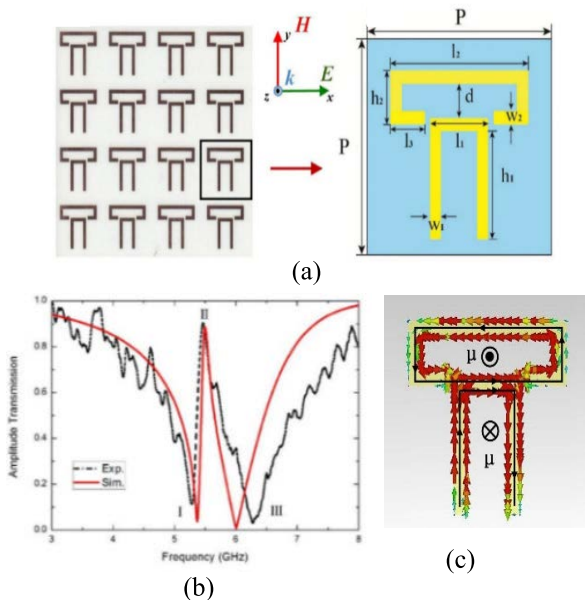 H
y
k
E
z
x
P
l₂
h₂
d
w₂
P
l₃
l₁
h₁
w₁
(a)
1.0
0.8
0.6
0.4
0.2
0.0
Amplitude Transmission
II
Exp.
Sim.
I
III
3
4
5
6
7
8
Frequency (GHz)
(b)
μ
μ
(c)